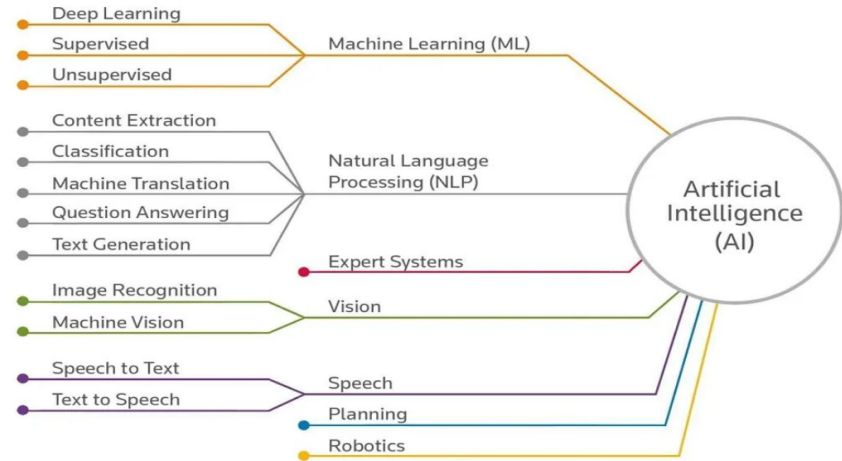 Deep Learning
Supervised
Unsupervised
Machine Learning (ML)
Content Extraction
Classification
Machine Translation
Question Answering
Text Generation
Natural Language
Processing (NLP)
Expert Systems
Image Recognition
Machine Vision
Vision
Speech to Text
Text to Speech
Speech
Planning
Robotics
Artificial
Intelligence
(AI)